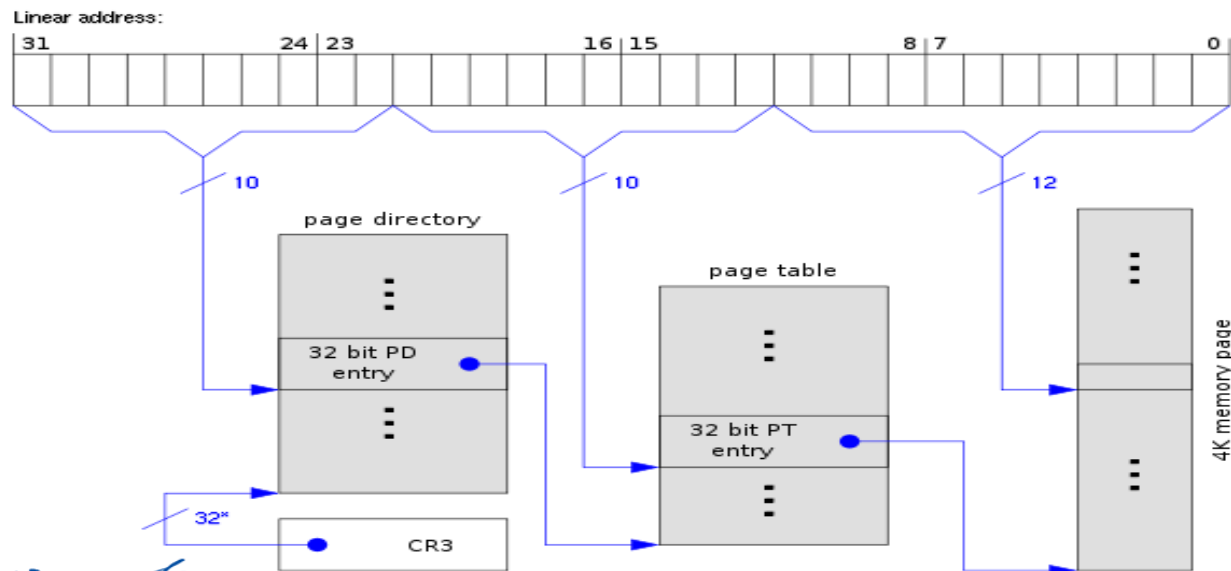 Linear address:
31 24 23 16 15 8 7 0
10 10 12
page directory
page table
32 bit PD
entry
32 bit PT
entry
4K memory page
32*
CR3